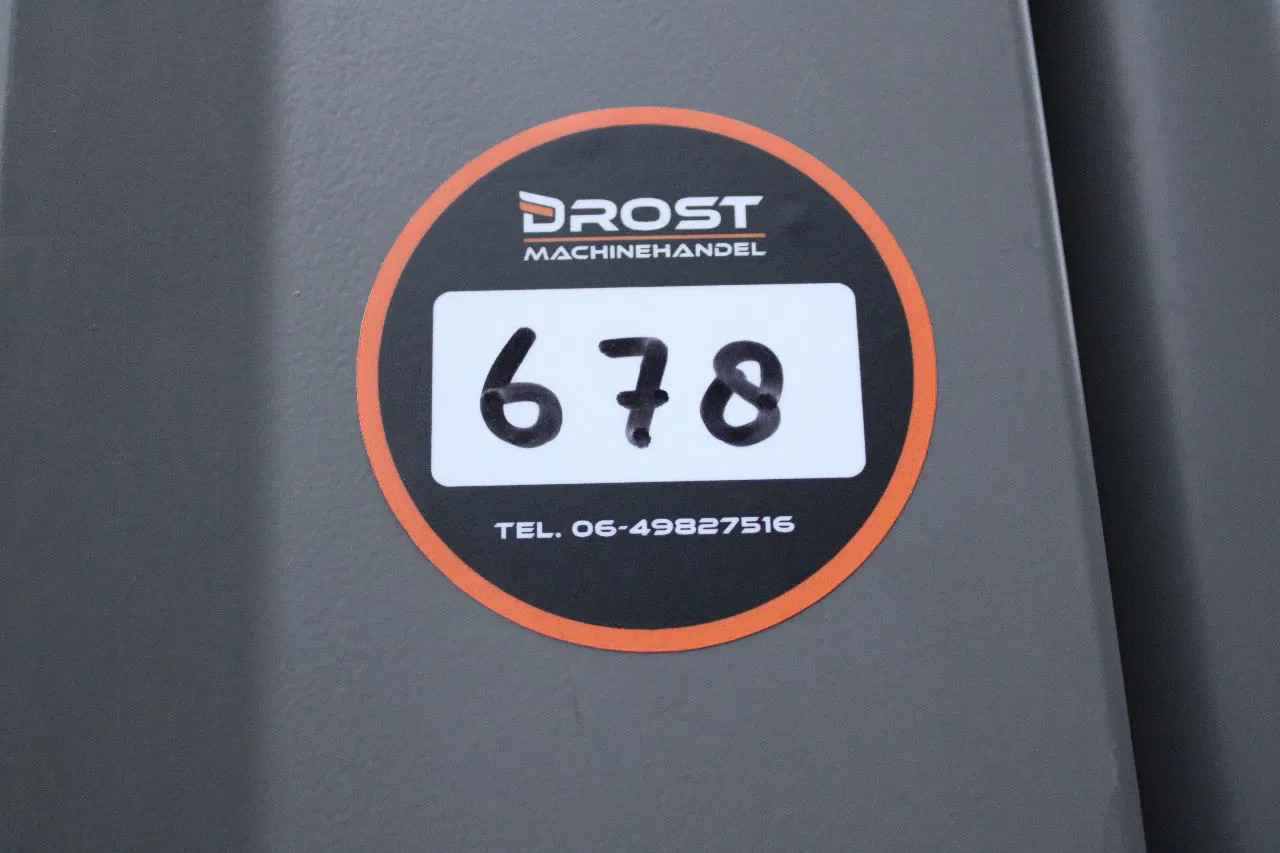 DROST
MACHINEHANDEL
678
TEL. 06-49827516